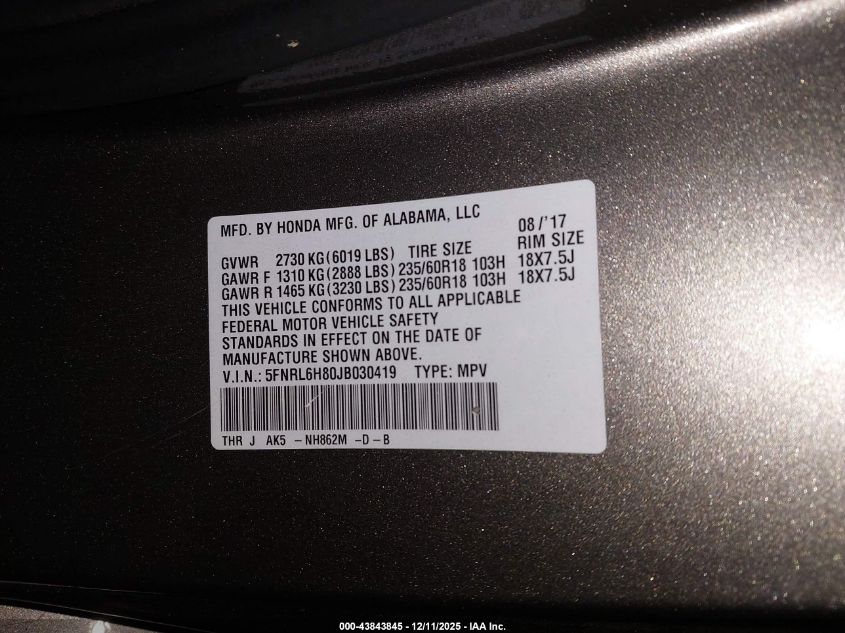 MFD. BY HONDA MFG. OF ALABAMA, LLC 08/'17
GVWR 2730 KG (6019 LBS) TIRE SIZE RIM SIZE
GAWR F 1310 KG (2888 LBS) 235/60R18 103H 18X7.5J
GAWR R 1465 KG (3230 LBS) 235/60R18 103H 18X7.5J
THIS VEHICLE CONFORMS TO ALL APPLICABLE
FEDERAL MOTOR VEHICLE SAFETY
STANDARDS IN EFFECT ON THE DATE OF
MANUFACTURE SHOWN ABOVE.
V.I.N.: 5FNRL6H80JB030419 TYPE: MPV
THR J AK5 -NH862M -D-B
000-43843845 - 12/11/2025 - IAA Inc.